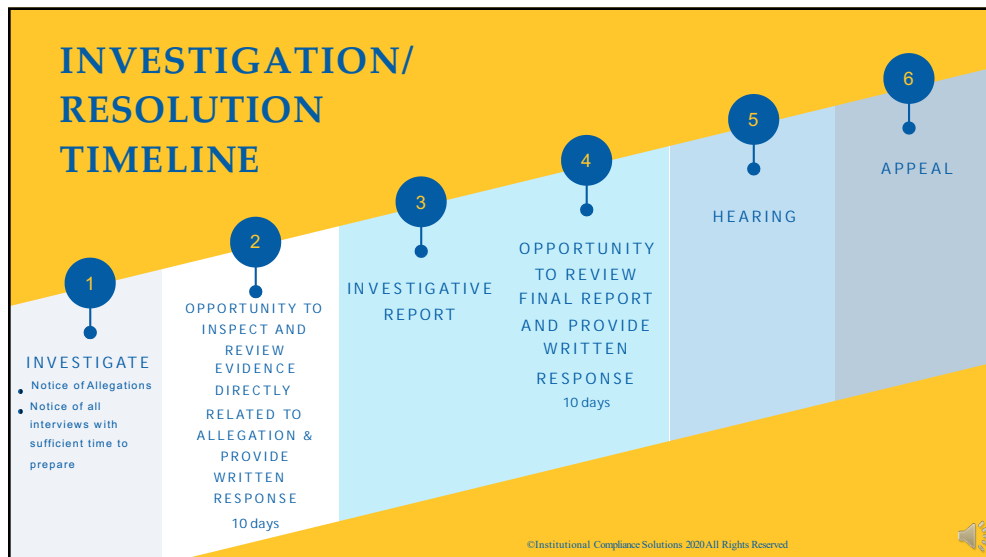 INVESTIGATION/
RESOLUTION
TIMELINE
1
INVESTIGATE
Notice of Allegations
Notice of all
interviews with
sufficient time to
prepare
2
OPPORTUNITY TO
INSPECT AND
REVIEW
EVIDENCE
DIRECTLY
RELATED TO
ALLEGATION &
PROVIDE
WRITTEN
RESPONSE
10 days
3
INVESTIGATIVE
REPORT
4
OPPORTUNITY
TO REVIEW
FINAL REPORT
AND PROVIDE
WRITTEN
RESPONSE
10 days
5
HEARING
6
APPEAL
©Institutional Compliance Solutions 2020 All Rights Reserved